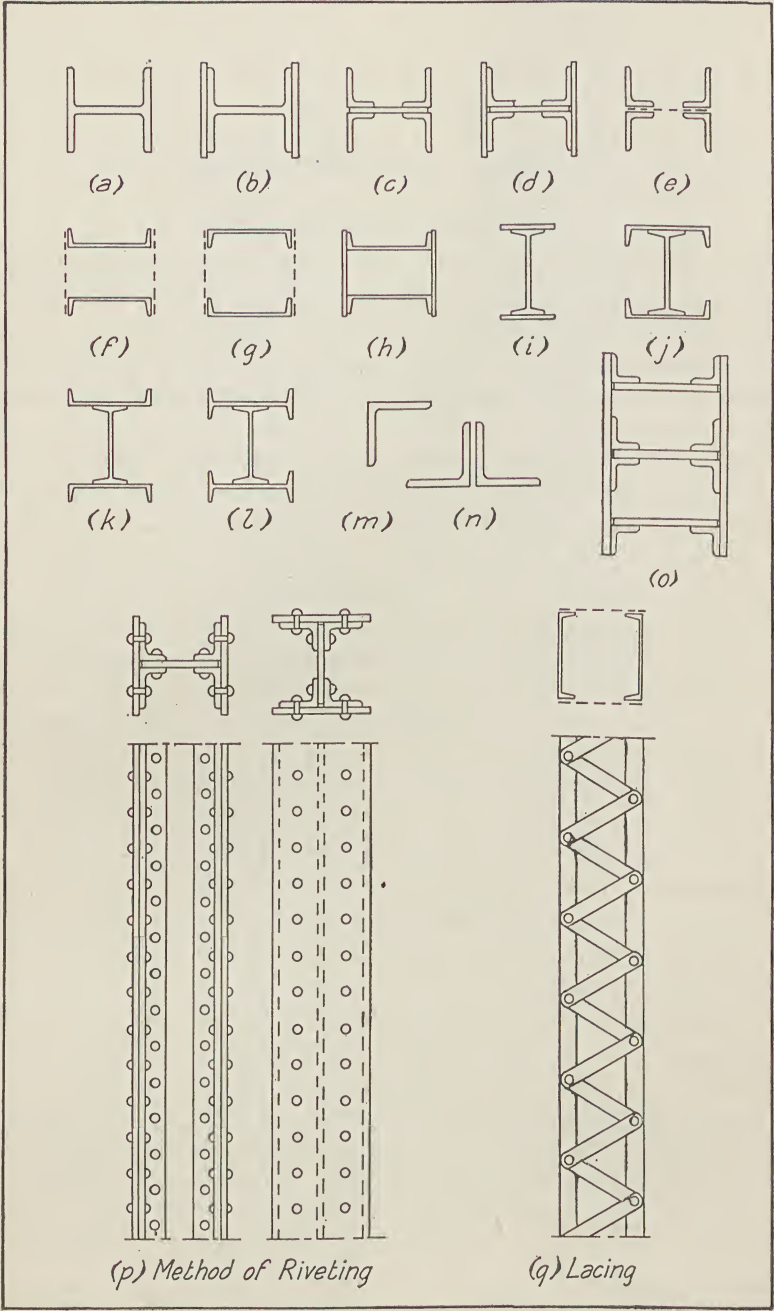 (a) (b) (c) (d) (e)
(f) (g) (h) (i) (j)
(k) (l) (m) (n)
(o)
(p) Method of Riveting (q) Lacing